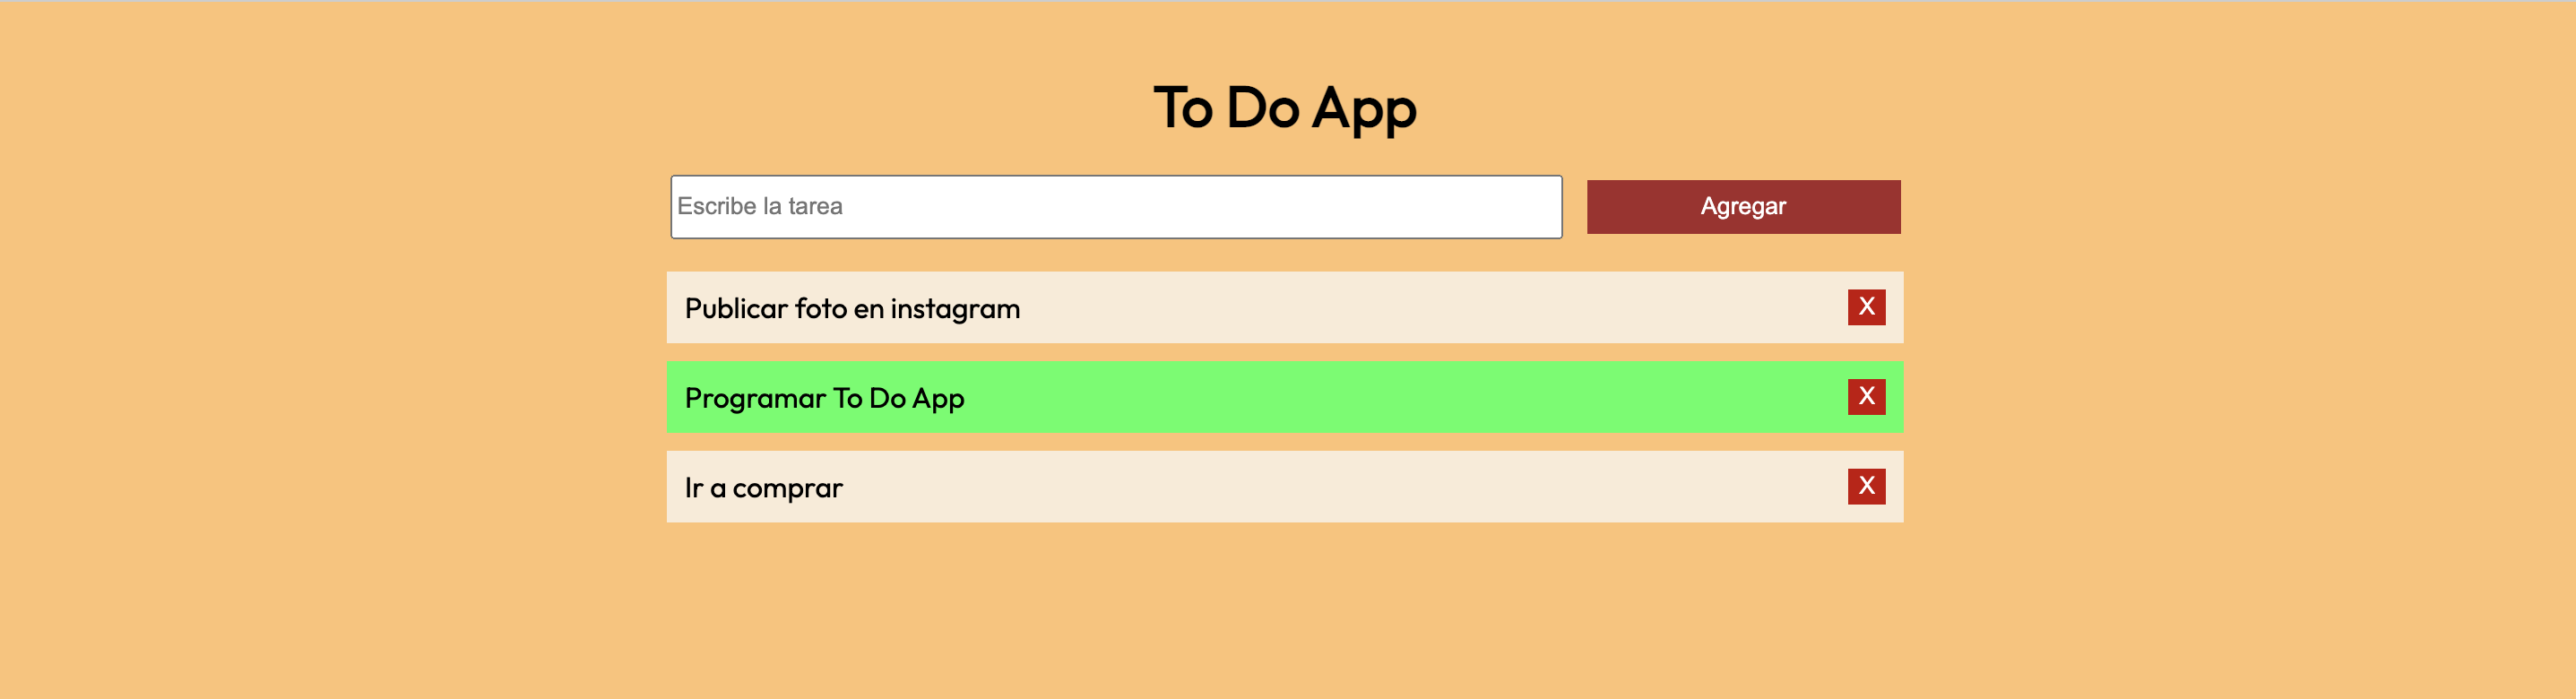 To Do App
Escribe la tarea
Agregar
Publicar foto en instagram
X
Programar To Do App
X
Ir a comprar
X